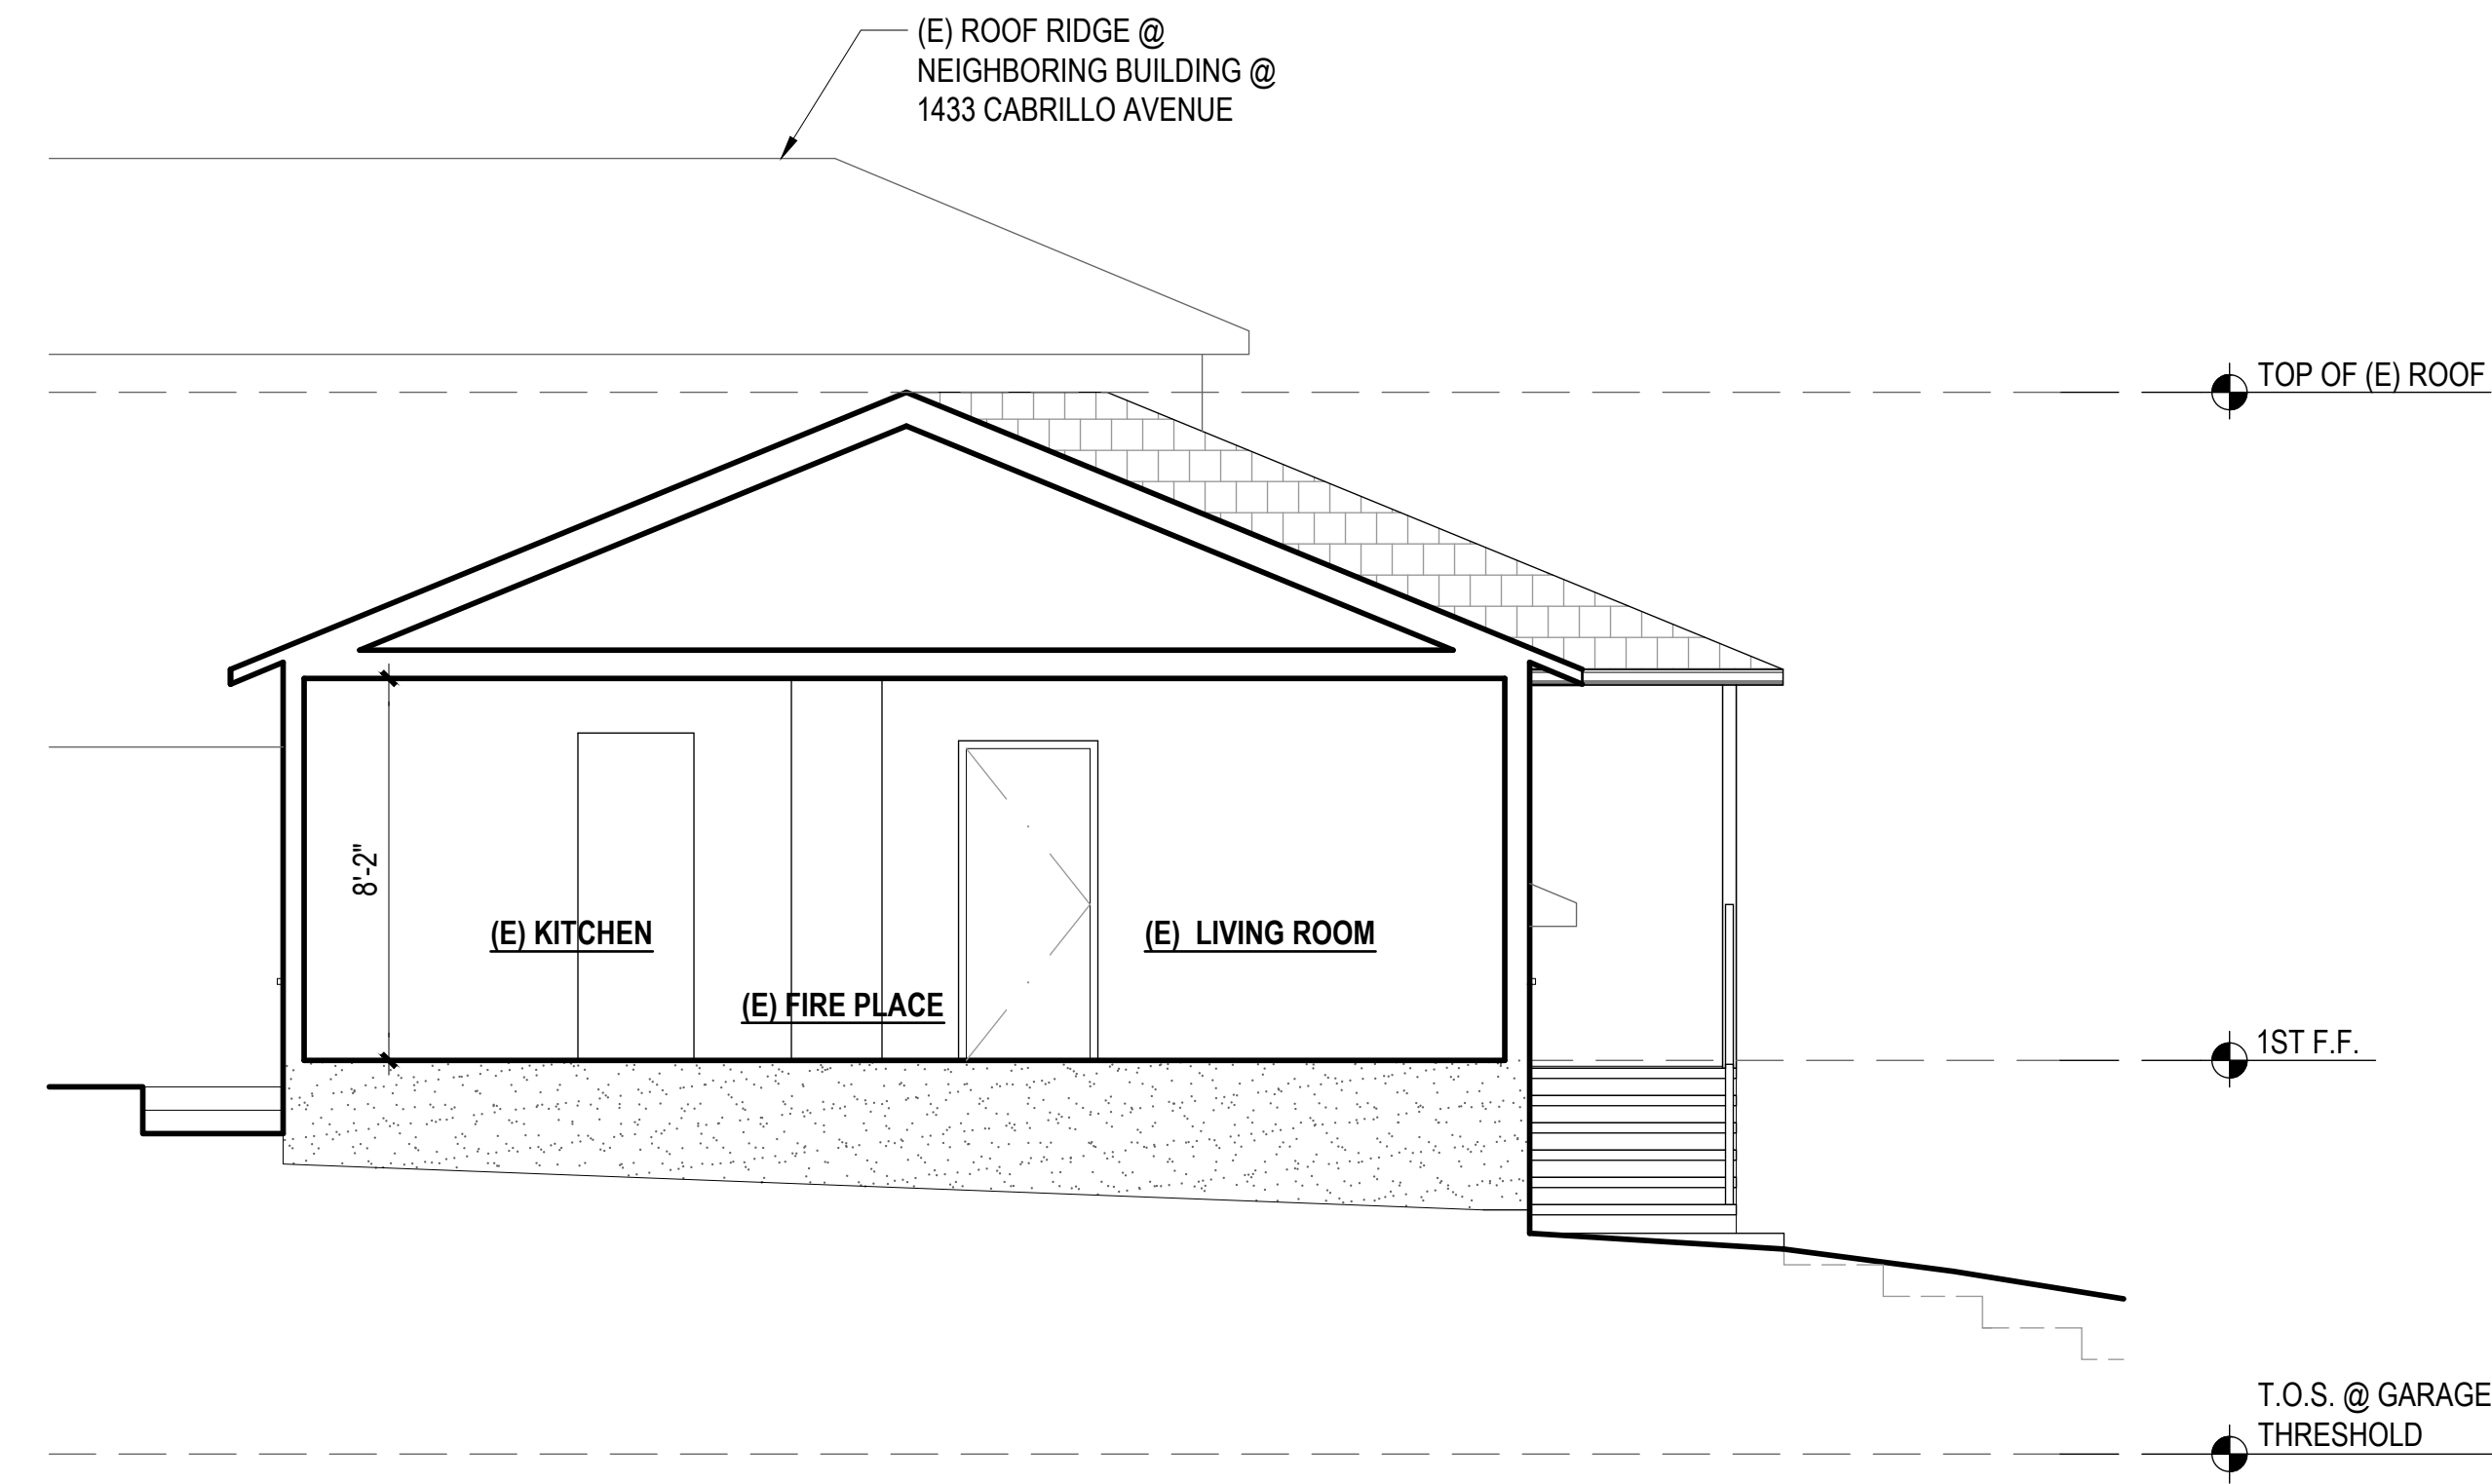 (E) ROOF RIDGE @
NEIGHBORING BUILDING @
1433 CABRILLO AVENUE
TOP OF (E) ROOF
8'-2"
(E) KITCHEN
(E) LIVING ROOM
(E) FIRE PLACE
1ST F.F.
T.O.S. @ GARAGE
THRESHOLD